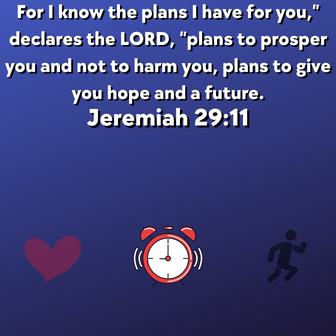 For I know the plans I have for you,"
declares the LORD, "plans to prosper
you and not to harm you, plans to give
you hope and a future.
Jeremiah 29:11